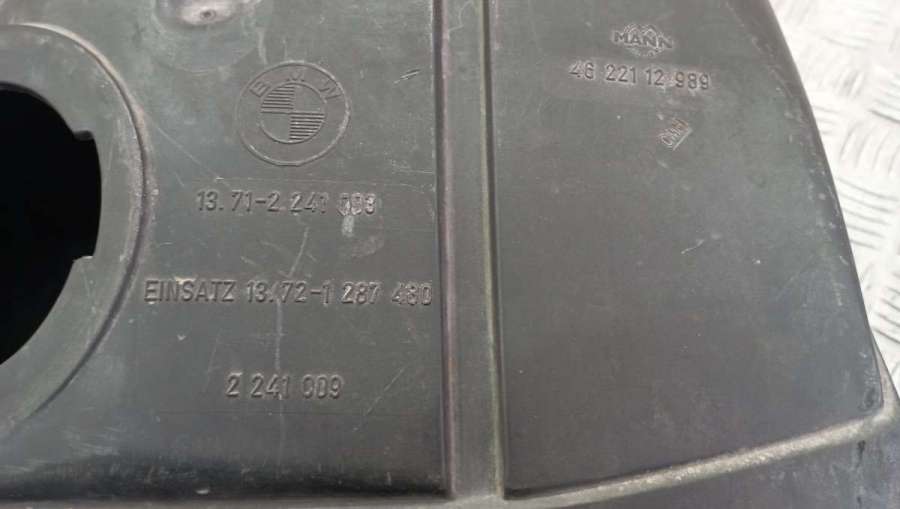 BMW
13.71-2 241 009
EINSATZ 13.72-1 287 480
2 241 009
MANN
46 221 12 989